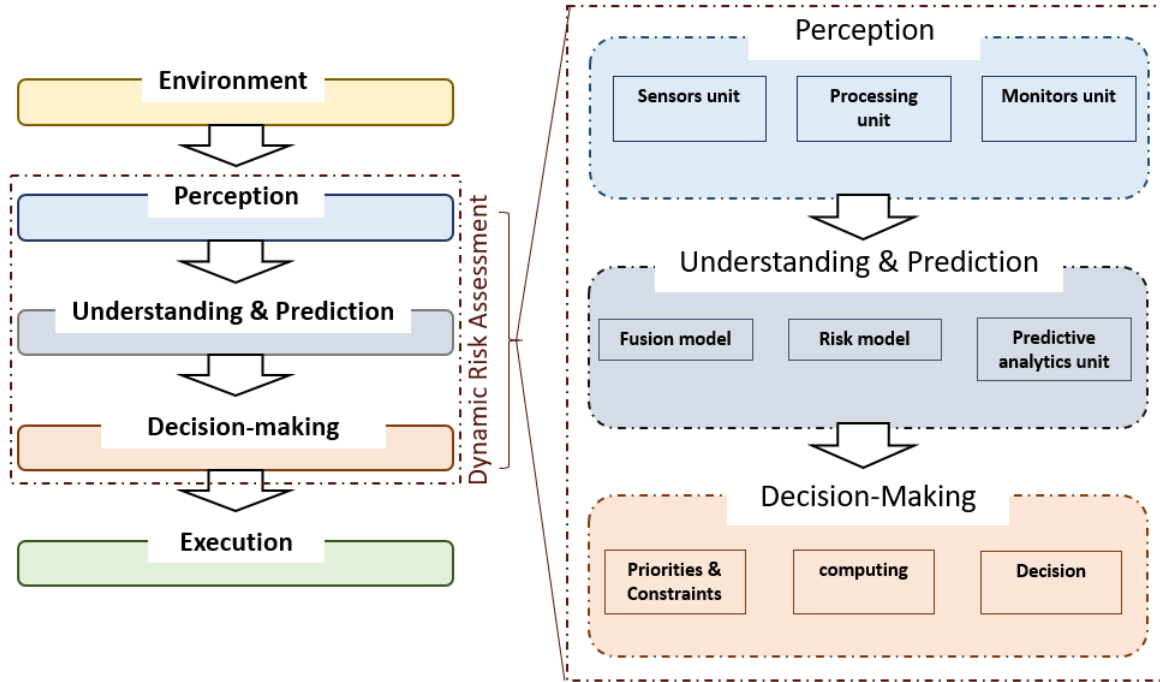 Environment
Perception
Understanding & Prediction
Decision-making
Execution
Dynamic Risk Assessment
Perception
Sensors unit
Processing
unit
Monitors unit
Understanding & Prediction
Fusion model
Risk model
Predictive
analytics unit
Decision-Making
Priorities &
Constraints
computing
Decision